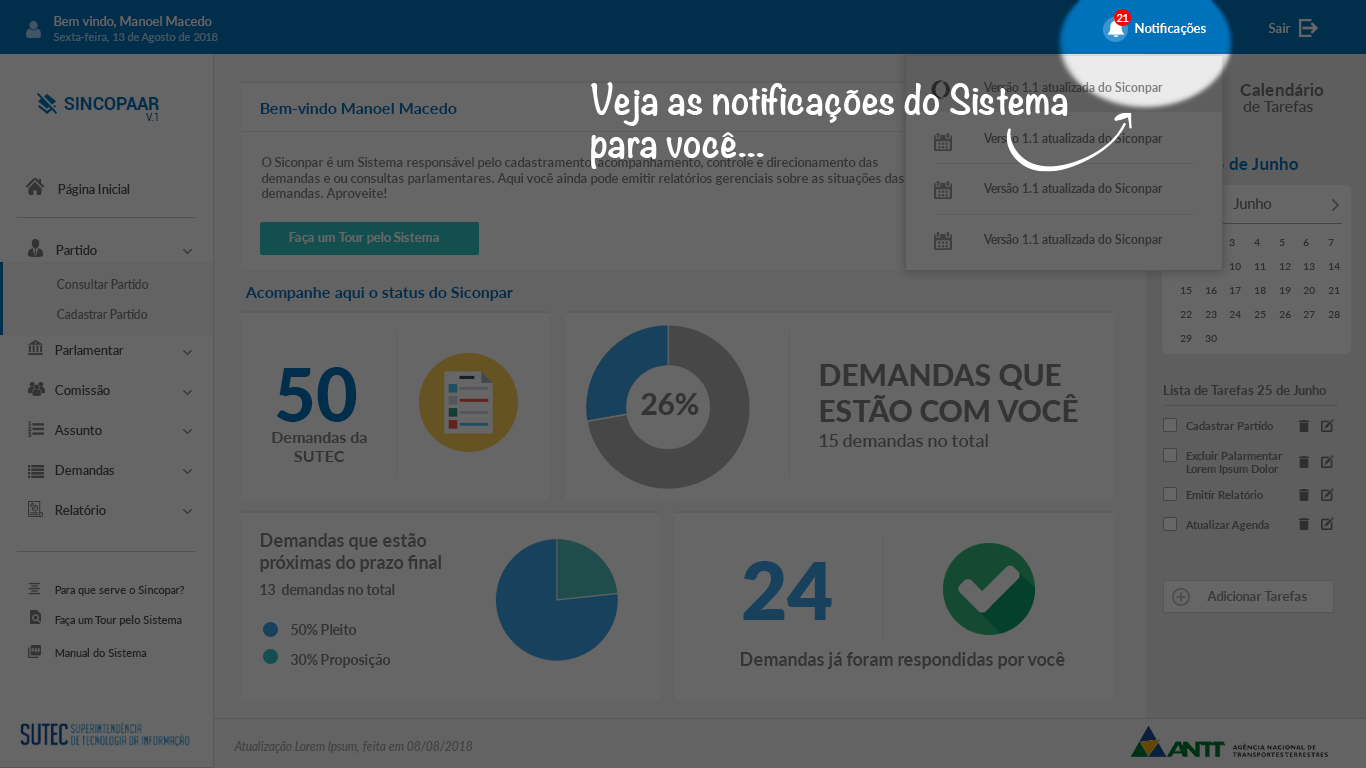 Bem vindo, Manoel Macedo
Sexta-feira, 13 de Agosto de 2018
21
Notificações
Sair
SINCOPAAR
V.1
Página Inicial
Partido
Consultar Partido
Cadastrar Partido
Parlamentar
Comissão
Assunto
Demandas
Relatório
Para que serve o Sincopar?
Faça um Tour pelo Sistema
Manual do Sistema
SUTEC SUPERINTENDÊNCIA
DE TECNOLOGIA DA INFORMAÇÃO
Veja as notificações do Sistema
para você...
Versão 1.1 atualizada do Siconpar
Versão 1.1 atualizada do Siconpar
Versão 1.1 atualizada do Siconpar
Versão 1.1 atualizada do Siconpar
Bem-vindo Manoel Macedo
O Siconpar é um Sistema responsável pelo cadastramento, acompanhamento, controle e direcionamento das
demandas e ou consultas parlamentares. Aqui você ainda pode emitir relatórios gerenciais sobre as situações das
demandas. Aproveite!
Faça um Tour pelo Sistema
Acompanhe aqui o status do Siconpar
50
Demandas da
SUTEC
26%
DEMANDAS QUE
ESTÃO COM VOCÊ
15 demandas no total
Demandas que estão
próximas do prazo final
13 demandas no total
50% Pleito
30% Proposição
24
Demandas já foram respondidas por você
Calendário
de Tarefas
de Junho
Junho
3 4 5 6 7
10 11 12 13 14
15 16 17 18 19 20 21
22 23 24 25 26 27 28
29 30
Lista de Tarefas 25 de Junho
Cadastrar Partido
Excluir Palarmentar
Lorem Ipsum Dolor
Emitir Relatório
Atualizar Agenda
Adicionar Tarefas
Atualização Lorem Ipsum, feita em 08/08/2018
ANTT AGÊNCIA NACIONAL DE
TRANSPORTES TERRESTRES